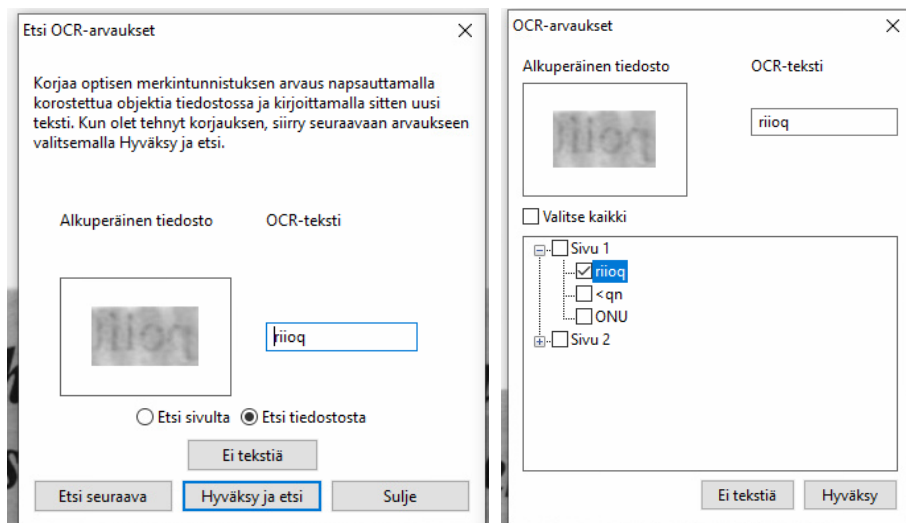 Etsi OCR-arvaukset
Korjaa optisen merkintunnistuksen arvaus napsauttamalla
korostettua objektia tiedostossa ja kirjoittamalla sitten uusi
teksti. Kun olet tehnyt korjauksen, siirry seuraavaan arvaukseen
valitsemalla Hyväksy ja etsi.
Alkuperäinen tiedosto
OCR-teksti
riioq
Etsi sivulta
Etsi tiedostosta
Ei tekstiä
Etsi seuraava
Hyväksy ja etsi
Sulje
OCR-arvaukset
Alkuperäinen tiedosto
OCR-teksti
riioq
Valitse kaikki
Sivu 1
riioq
<qn
ONU
Sivu 2
Ei tekstiä
Hyväksy